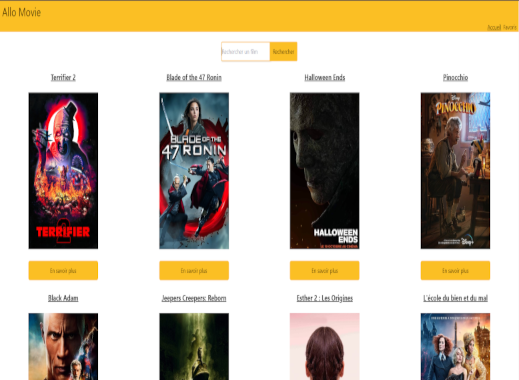 Allo Movie
Accueil Favoris
Rechercher un film
Rechercher
Terrifier 2
Blade of the 47 Ronin
Halloween Ends
Pinocchio
TERRIFIER
2
BLADE OF THE
47 RONIN
HALLOWEEN
ENDS
Disney
PINOCCHIO
Disney+
En savoir plus
En savoir plus
En savoir plus
En savoir plus
Black Adam
Jeepers Creepers: Reborn
Esther 2 : Les Origines
L'école du bien et du mal